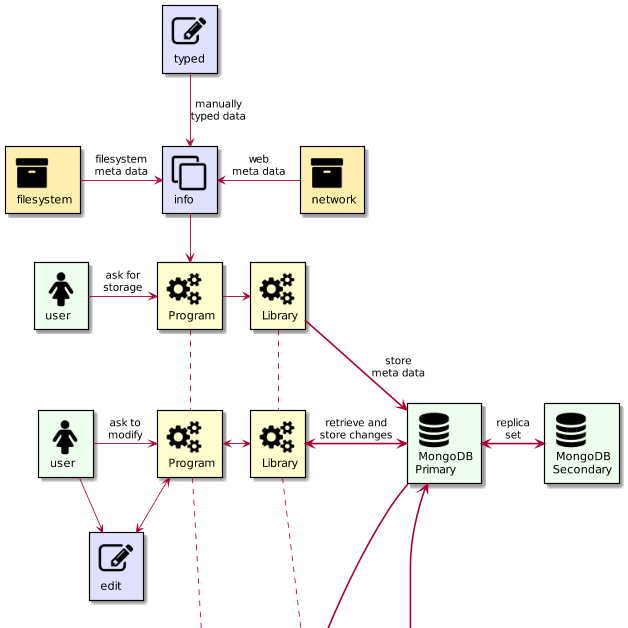 typed
manually
typed data
filesystem
meta data
web
meta data
filesystem
info
network
ask for
storage
user
Program
Library
store
meta data
ask to
modify
retrieve and
store changes
replica
set
user
Program
Library
MongoDB
Primary
MongoDB
Secondary
edit